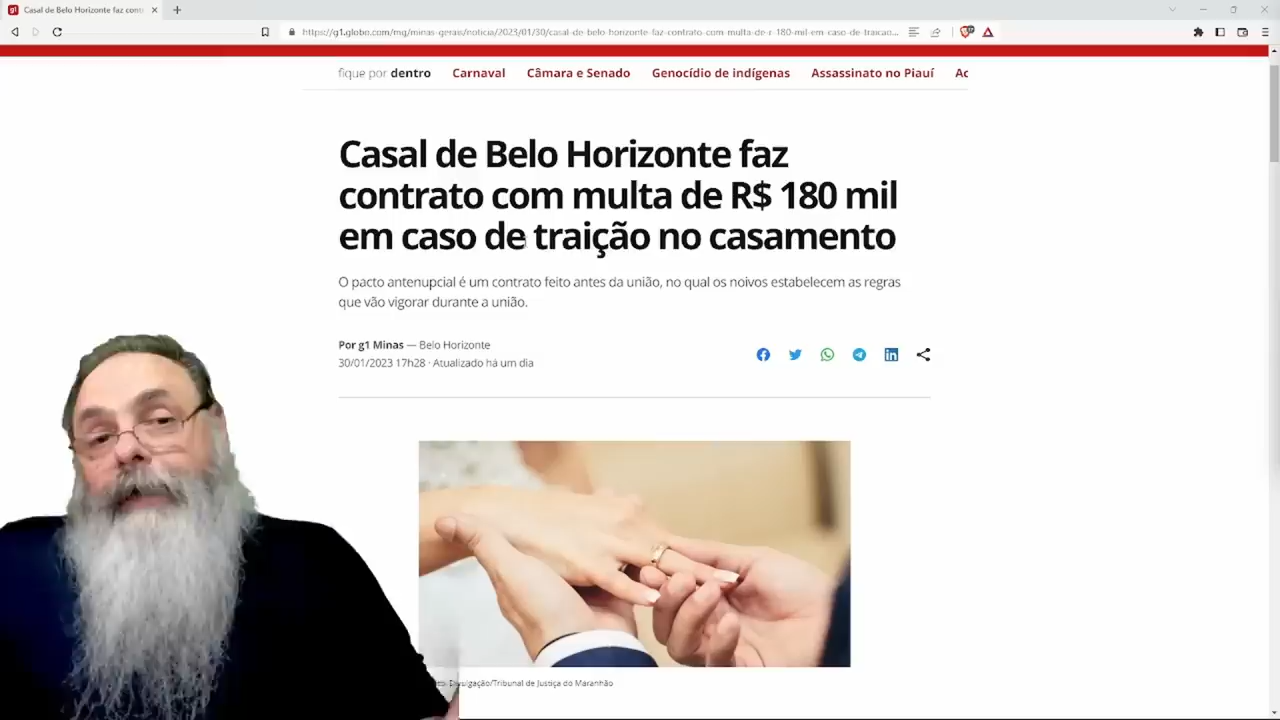 Casal de Belo Horizonte faz cont
https://g1.globo.com/mg/minas-gerais/noticia/2023/01/30/casal-de-belo-horizonte-faz-contrato-com-multa-de-r-180-mil-em-caso-de-traicao...
fique por dentro Carnaval Câmara e Senado Genocídio de indígenas Assassinato no Piauí Ac
Casal de Belo Horizonte faz
contrato com multa de R$ 180 mil
em caso de traição no casamento
O pacto antenupcial é um contrato feito antes da união, no qual os noivos estabelecem as regras
que vão vigorar durante a união.
Por g1 Minas — Belo Horizonte
30/01/2023 17h28 · Atualizado há um dia
Divulgação/Tribunal de Justiça do Maranhão